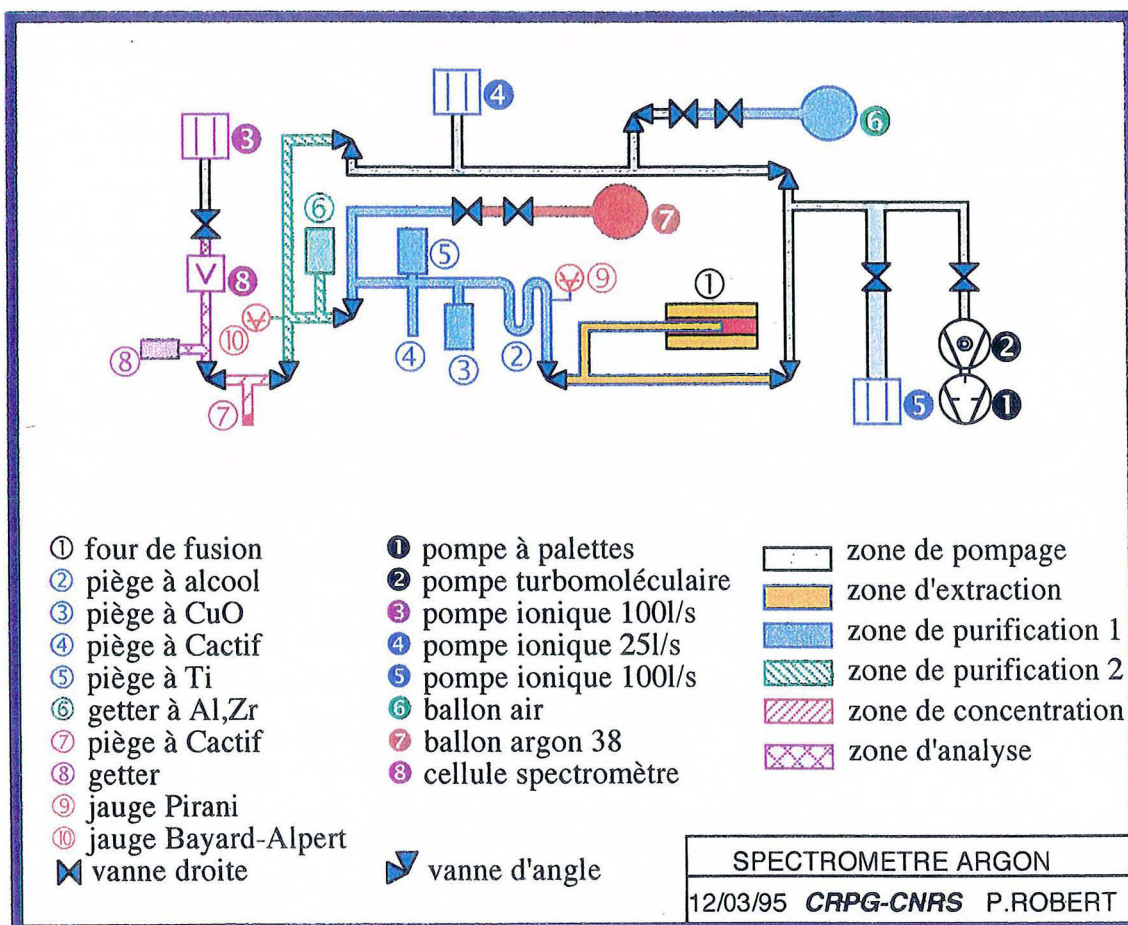 ❸
❹
❻
⑥
❼
⑤
⑨
①
❽
⑩
④
③
②
❷
⑧
❺
❶
⑦
① four de fusion
② piège à alcool
③ piège à CuO
④ piège à Cactif
⑤ piège à Ti
⑥ getter à Al,Zr
⑦ piège à Cactif
⑧ getter
⑨ jauge Pirani
⑩ jauge Bayard-Alpert
vanne droite
❶ pompe à palettes
❷ pompe turbomoléculaire
❸ pompe ionique 100l/s
❹ pompe ionique 25l/s
❺ pompe ionique 100l/s
❻ ballon air
❼ ballon argon 38
❽ cellule spectromètre
vanne d'angle
zone de pompage
zone d'extraction
zone de purification 1
zone de purification 2
zone de concentration
zone d'analyse
SPECTROMETRE ARGON
12/03/95 CRPG-CNRS P.ROBERT